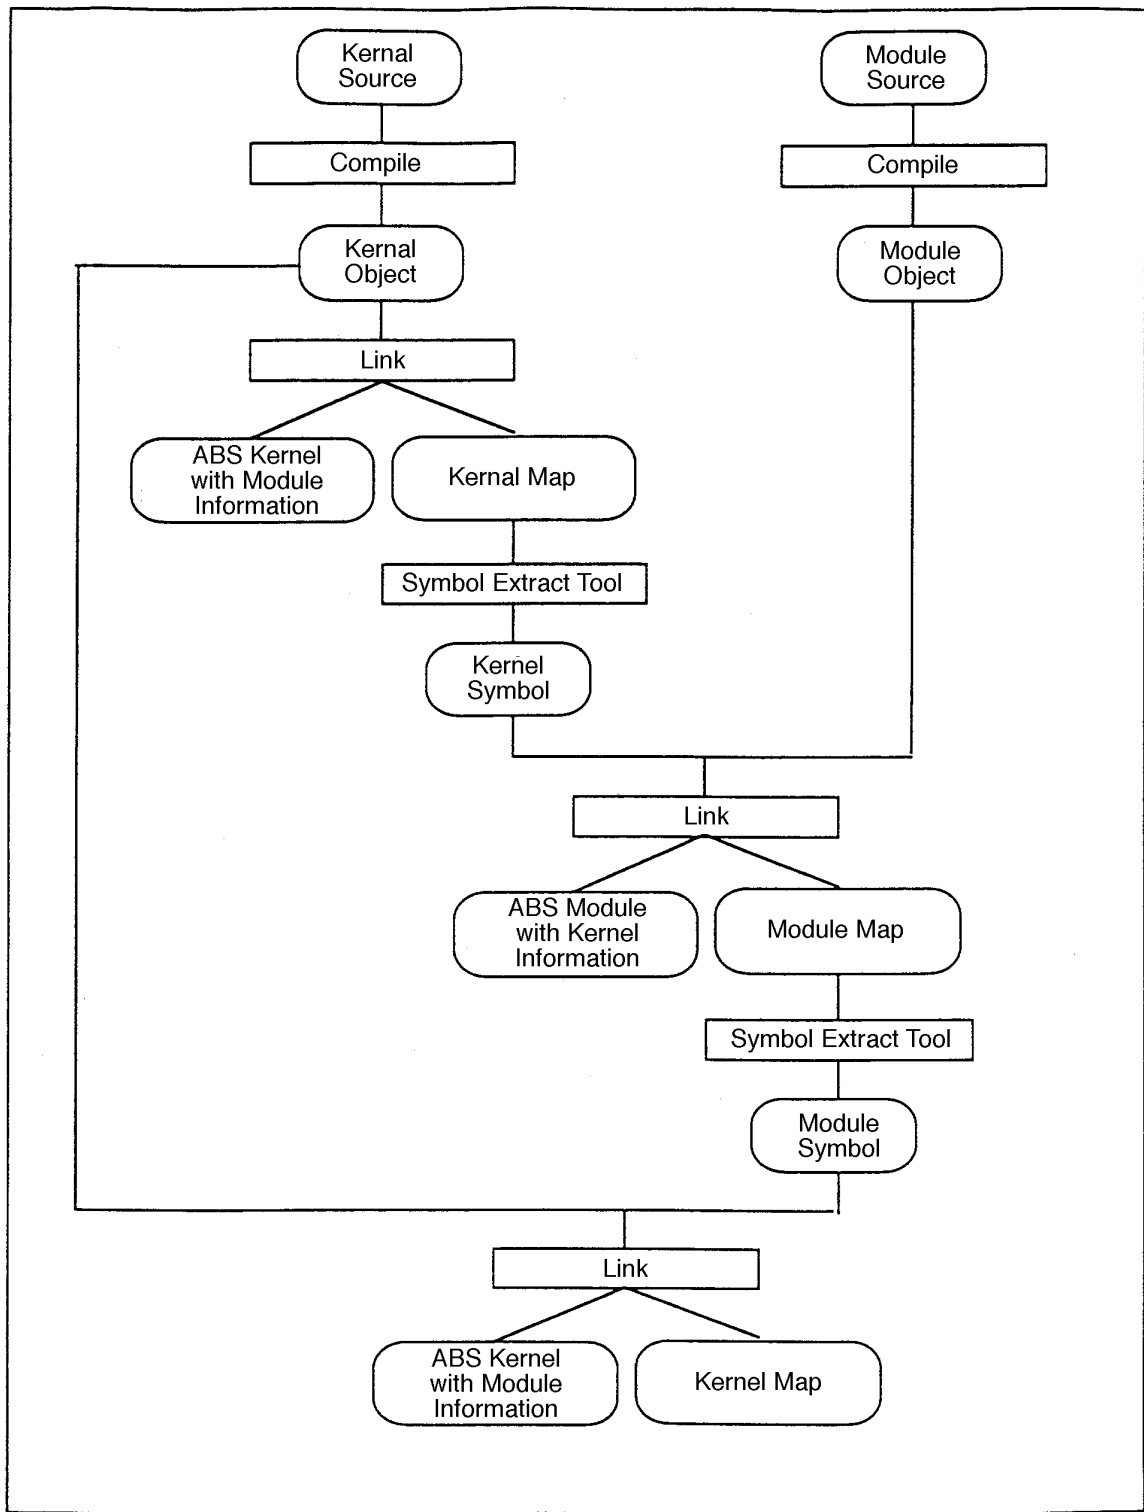 Kernal
Source
Module
Source
Compile
Compile
Kernal
Object
Module
Object
Link
ABS Kernel
with Module
Information
Kernal Map
Symbol Extract Tool
Kernel
Symbol
Link
ABS Module
with Kernel
Information
Module Map
Symbol Extract Tool
Module
Symbol
Link
ABS Kernel
with Module
Information
Kernel Map